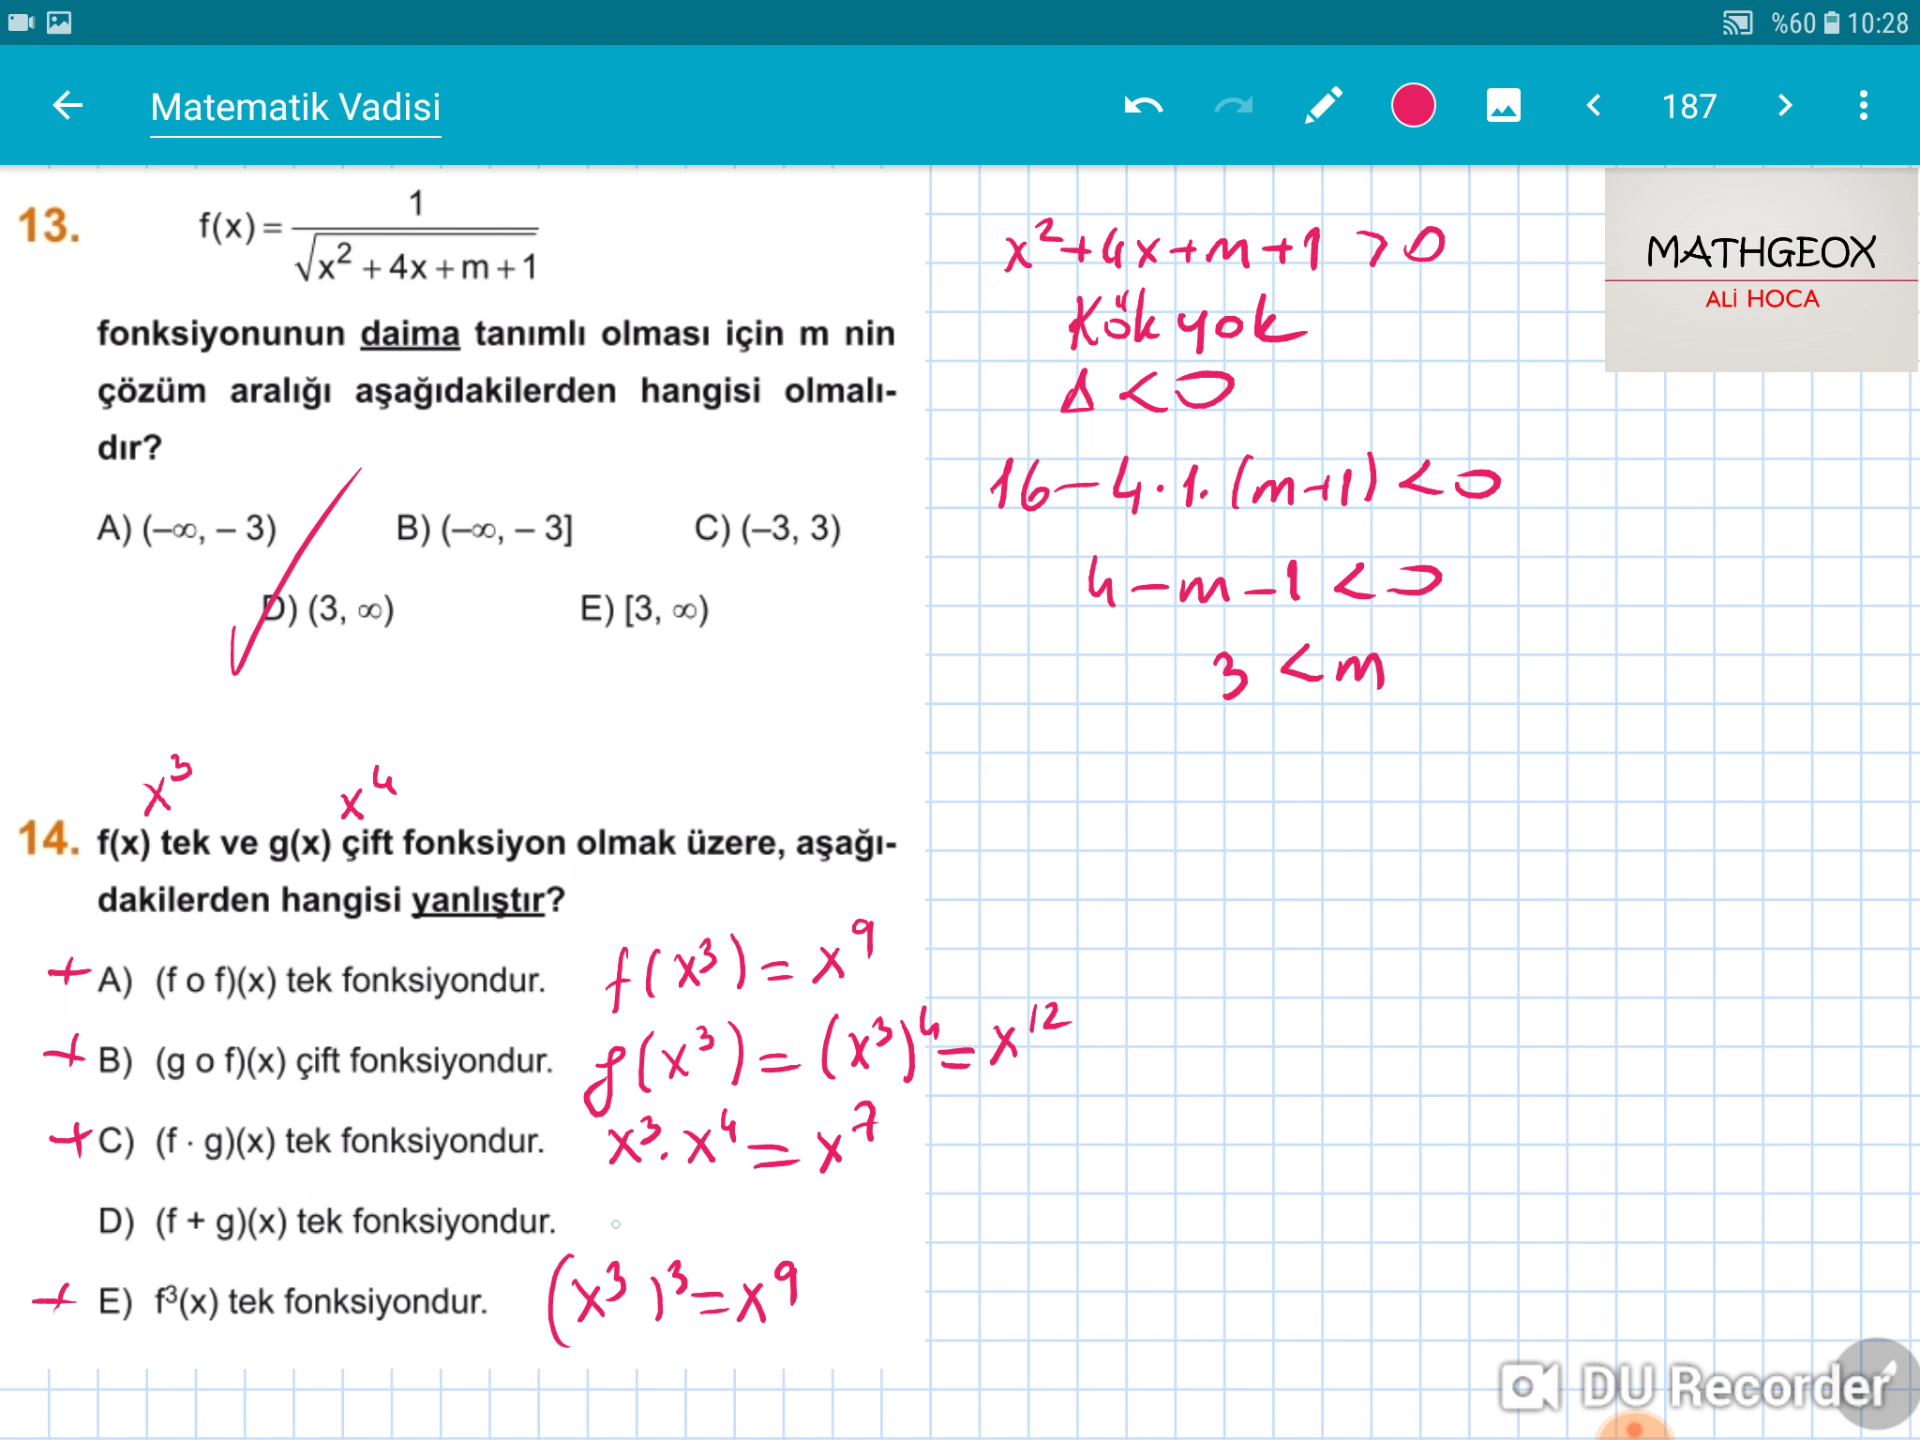 %60 10:28
Matematik Vadisi 187
MATHGEOX
ALİ HOCA
13. f(x) = 1 / √x² + 4x + m + 1
fonksiyonunun daima tanımlı olması için m nin
çözüm aralığı aşağıdakilerden hangisi olmalı-
dır?
A) (–∞, – 3) B) (–∞, – 3] C) (–3, 3)
D) (3, ∞) E) [3, ∞)
x²+4x+m+1 >0
Kök yok
Δ<0
16-4·1·(m+1)<0
4-m-1<0
3<m
x³ x⁴
14. f(x) tek ve g(x) çift fonksiyon olmak üzere, aşağı-
dakilerden hangisi yanlıştır?
+ A) (f o f)(x) tek fonksiyondur. f(x³)=x⁹
+ B) (g o f)(x) çift fonksiyondur. g(x³)=(x³)⁴=x¹²
+ C) (f · g)(x) tek fonksiyondur. x³·x⁴=x⁷
D) (f + g)(x) tek fonksiyondur.
+ E) f³(x) tek fonksiyondur. (x³)³=x⁹
DU Recorder